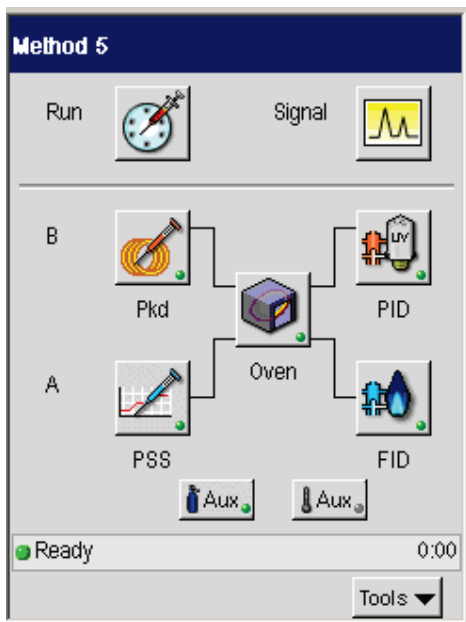 Method 5
Run Signal
B
UV
Pkd PID
Oven
A
PSS FID
Aux Aux
Ready 0:00
Tools